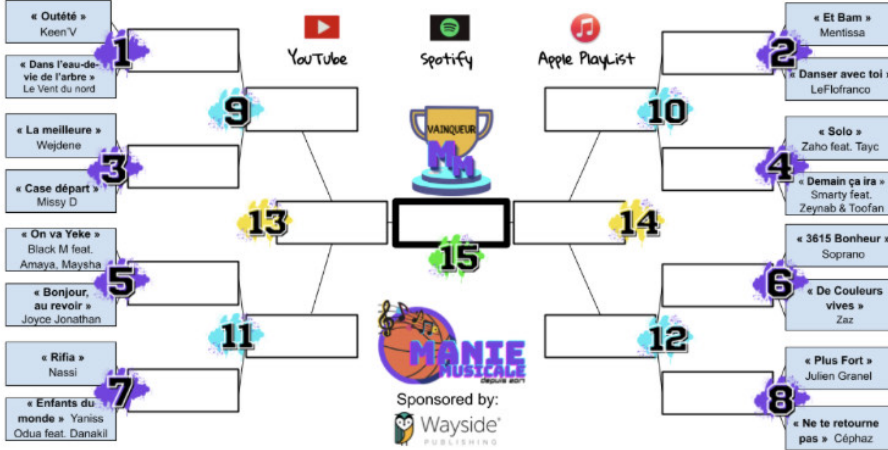 « Outété »
Keen'V
1
« Dans l'eau-de-
vie de l'arbre »
Le Vent du nord
9
« La meilleure »
Wejdene
3
« Case départ »
Missy D
13
« On va Yeke »
Black M feat.
Amaya, Maysha
5
« Bonjour,
au revoir »
Joyce Jonathan
11
« Rifia »
Nassi
7
« Enfants du
monde » Yaniss
Odua feat. Danakil
YouTube
Spotify
Apple PlayList
VAINQUEUR
MM
15
MANIE
MUSICALE
depuis 2017
Sponsored by:
Wayside
PUBLISHING
« Et Bam »
Mentissa
2
« Danser avec toi »
LeFlofranco
10
« Solo »
Zaho feat. Tayc
4
« Demain ça ira »
Smarty feat.
Zeynab & Toofan
14
« 3615 Bonheur »
Soprano
6
« De Couleurs
vives »
Zaz
12
« Plus Fort »
Julien Granel
8
« Ne te retourne
pas » Céphaz